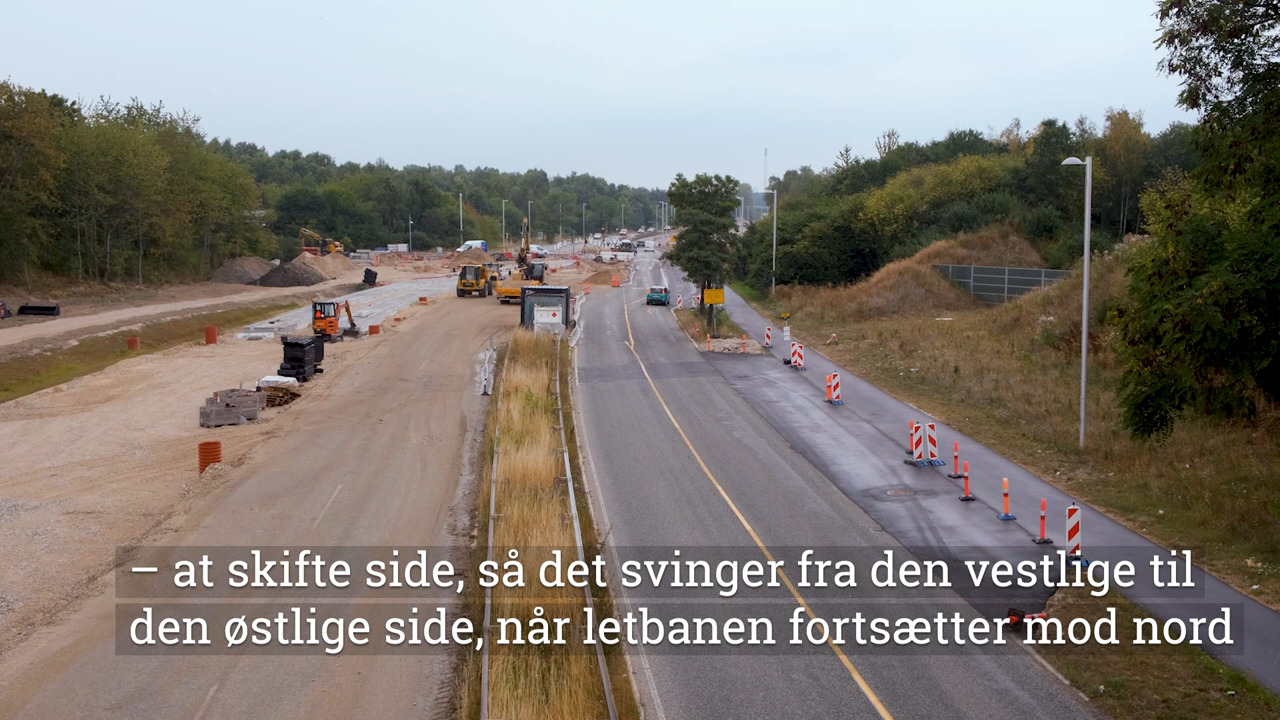 – at skifte side, så det svinger fra den vestlige til
den østlige side, når letbanen fortsætter mod nord